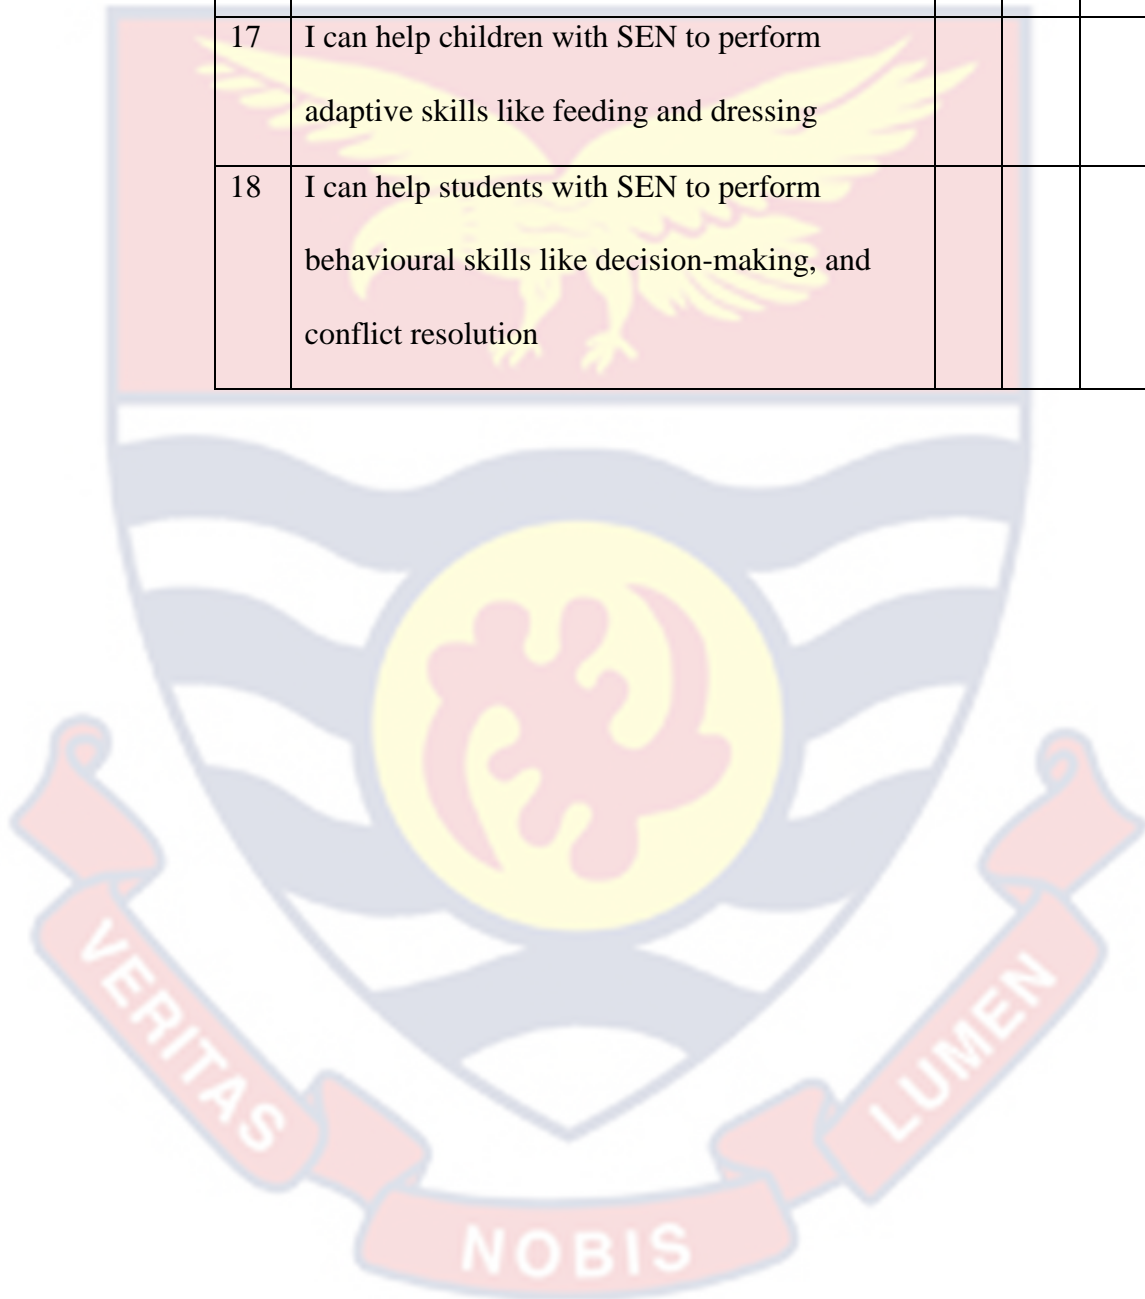 17 I can help children with SEN to perform
adaptive skills like feeding and dressing
18 I can help students with SEN to perform
behavioural skills like decision-making, and
conflict resolution
VERITAS
NOBIS
LUMEN